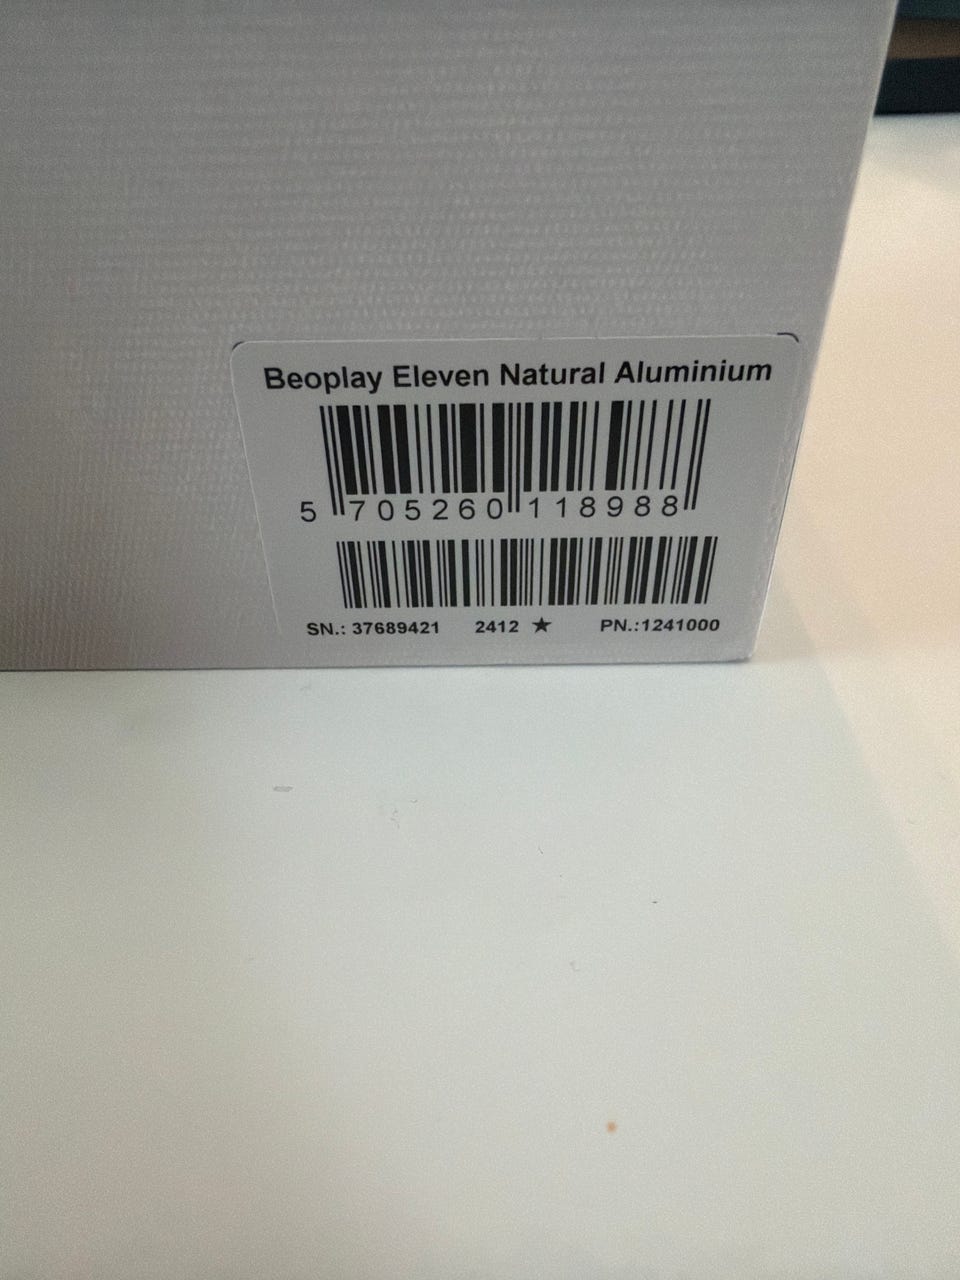 Beoplay Eleven Natural Aluminium
5 705260 118988
SN.: 37689421 2412 ★ PN.:1241000